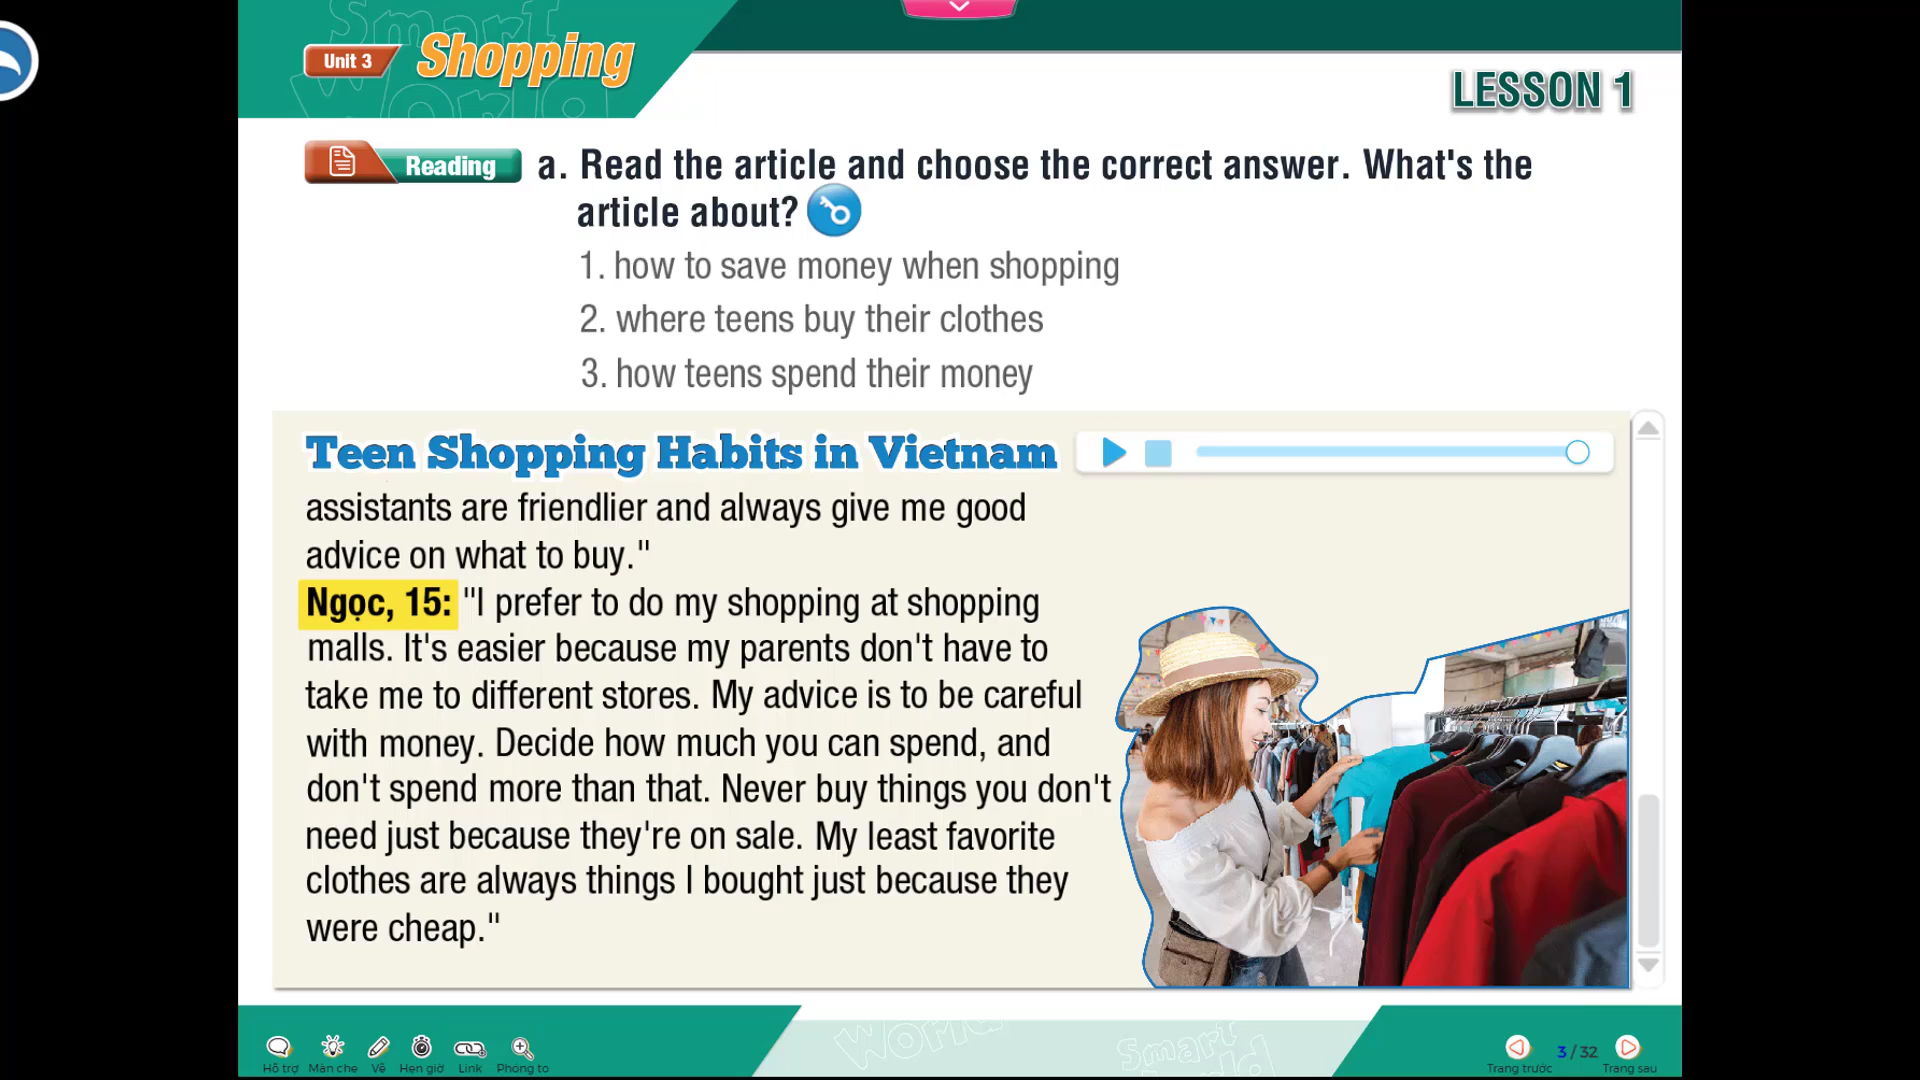 Unit 3
Shopping
LESSON 1
Reading
a. Read the article and choose the correct answer. What's the
article about?
1. how to save money when shopping
2. where teens buy their clothes
3. how teens spend their money
Teen Shopping Habits in Vietnam
assistants are friendlier and always give me good
advice on what to buy."
Ngọc, 15: "I prefer to do my shopping at shopping
malls. It's easier because my parents don't have to
take me to different stores. My advice is to be careful
with money. Decide how much you can spend, and
don't spend more than that. Never buy things you don't
need just because they're on sale. My least favorite
clothes are always things I bought just because they
were cheap."
Hỗ trợ
Màn che
Vẽ
Hẹn giờ
Link
Phóng to
Trang trước
3 / 32
Trang sau
Smart
World
World
Smart
World